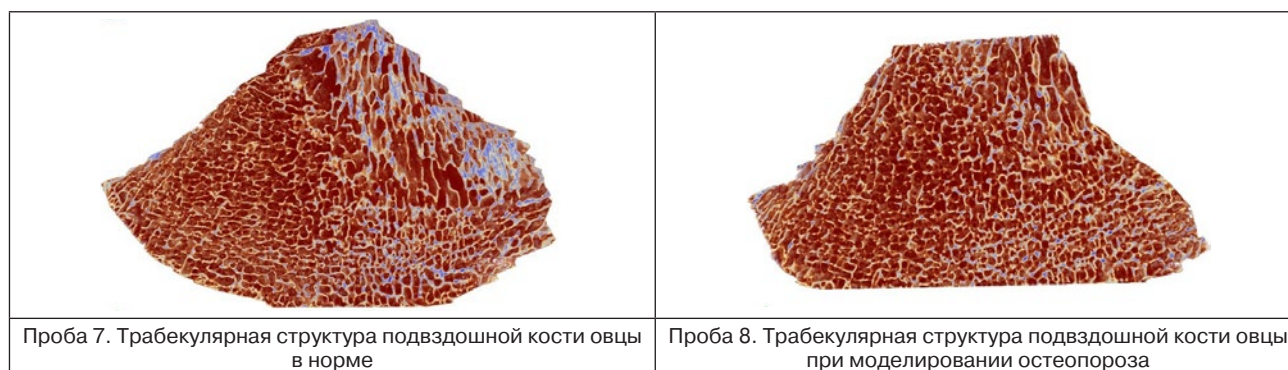 Проба 7. Трабекулярная структура подвздошной кости овцы
в норме
Проба 8. Трабекулярная структура подвздошной кости овцы
при моделировании остеопороза